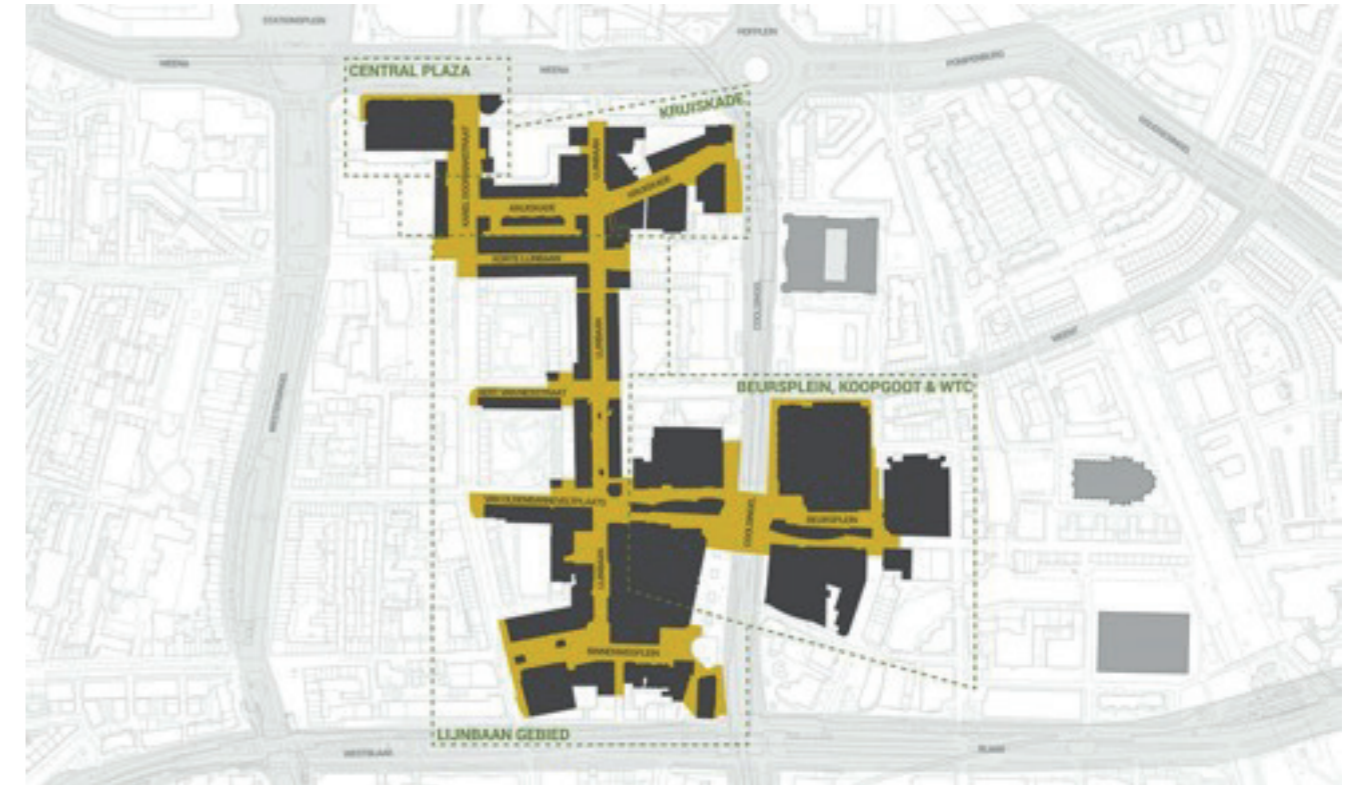 STATIONSPLEIN
HOFPLEIN
WEENA
WEENA
POMPENBURG
CENTRAL PLAZA
KRUISKADE
GOUDSESINGEL
KAREL DOORMANSTRAAT
LIJNBAAN
KRUISKADE
KRUISKADE
KORTE LIJNBAAN
COOLSINGEL
LIJNBAAN
MEENT
BEURSPLEIN, KOOPGOOT & WTC
VAN OLDENBARNEVELTPLAATS
COOLSINGEL
BEURSPLEIN
LIJNBAAN
BINNENWEGPLEIN
LIJNBAAN GEBIED
WESTBLAAK
BLAAK